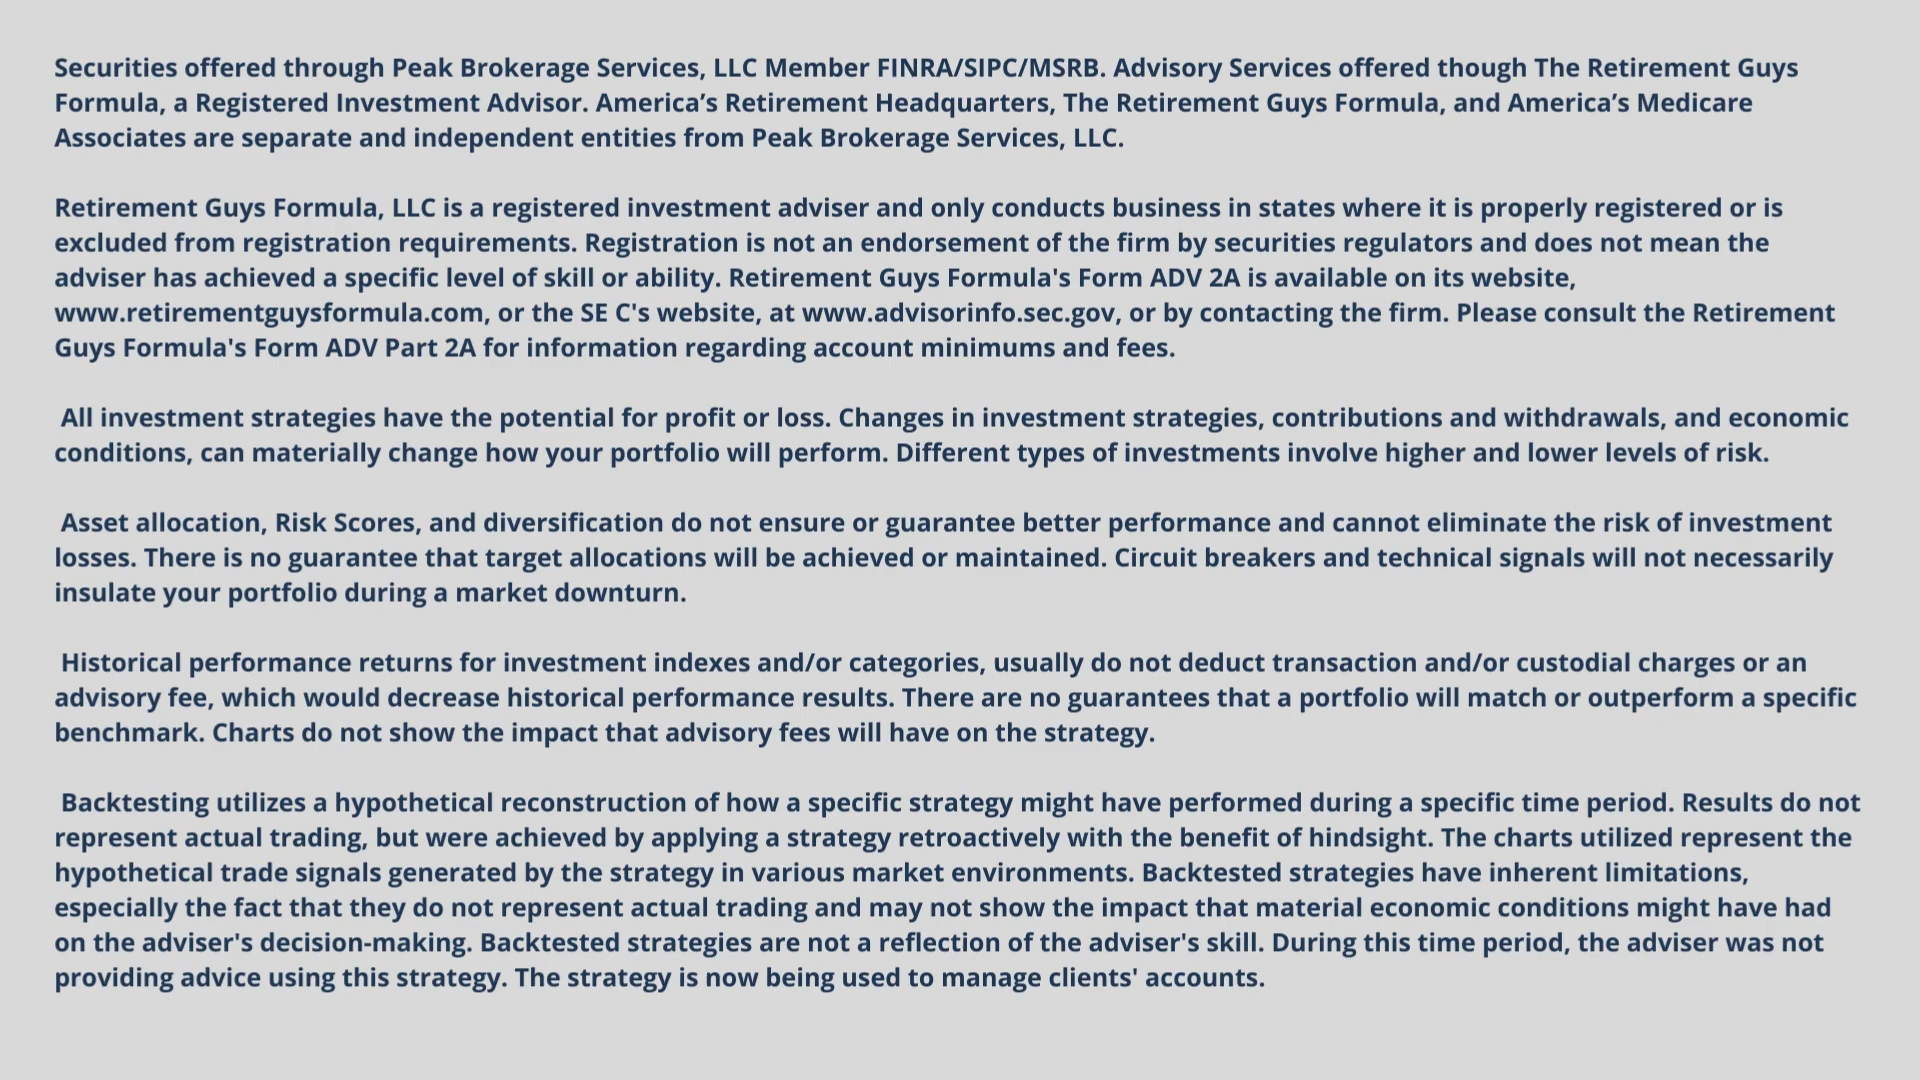 Securities offered through Peak Brokerage Services, LLC Member FINRA/SIPC/MSRB. Advisory Services offered though The Retirement Guys
Formula, a Registered Investment Advisor. America’s Retirement Headquarters, The Retirement Guys Formula, and America’s Medicare
Associates are separate and independent entities from Peak Brokerage Services, LLC.
Retirement Guys Formula, LLC is a registered investment adviser and only conducts business in states where it is properly registered or is
excluded from registration requirements. Registration is not an endorsement of the firm by securities regulators and does not mean the
adviser has achieved a specific level of skill or ability. Retirement Guys Formula's Form ADV 2A is available on its website,
www.retirementguysformula.com, or the SE C's website, at www.advisorinfo.sec.gov, or by contacting the firm. Please consult the Retirement
Guys Formula's Form ADV Part 2A for information regarding account minimums and fees.
All investment strategies have the potential for profit or loss. Changes in investment strategies, contributions and withdrawals, and economic
conditions, can materially change how your portfolio will perform. Different types of investments involve higher and lower levels of risk.
Asset allocation, Risk Scores, and diversification do not ensure or guarantee better performance and cannot eliminate the risk of investment
losses. There is no guarantee that target allocations will be achieved or maintained. Circuit breakers and technical signals will not necessarily
insulate your portfolio during a market downturn.
Historical performance returns for investment indexes and/or categories, usually do not deduct transaction and/or custodial charges or an
advisory fee, which would decrease historical performance results. There are no guarantees that a portfolio will match or outperform a specific
benchmark. Charts do not show the impact that advisory fees will have on the strategy.
Backtesting utilizes a hypothetical reconstruction of how a specific strategy might have performed during a specific time period. Results do not
represent actual trading, but were achieved by applying a strategy retroactively with the benefit of hindsight. The charts utilized represent the
hypothetical trade signals generated by the strategy in various market environments. Backtested strategies have inherent limitations,
especially the fact that they do not represent actual trading and may not show the impact that material economic conditions might have had
on the adviser's decision-making. Backtested strategies are not a reflection of the adviser's skill. During this time period, the adviser was not
providing advice using this strategy. The strategy is now being used to manage clients' accounts.